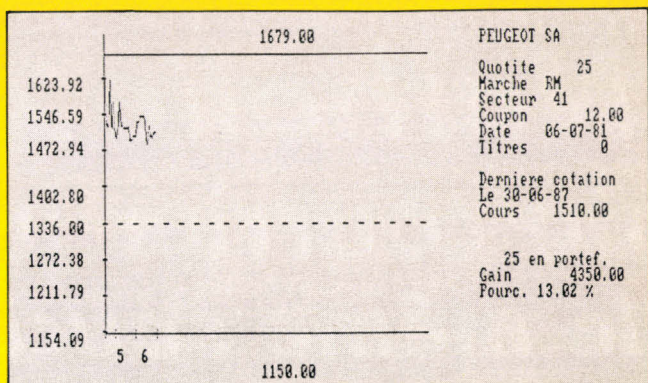 1679.00
1623.92
1546.59
1472.94
1402.80
1336.00
1272.38
1211.79
1154.09
5 6
1150.00
PEUGEOT SA
Quotite 25
Marche RM
Secteur 41
Coupon 12.00
Date 06-07-81
Titres 0
Derniere cotation
Le 30-06-87
Cours 1510.00
25 en portef.
Gain 4350.00
Pourc. 13.02 %